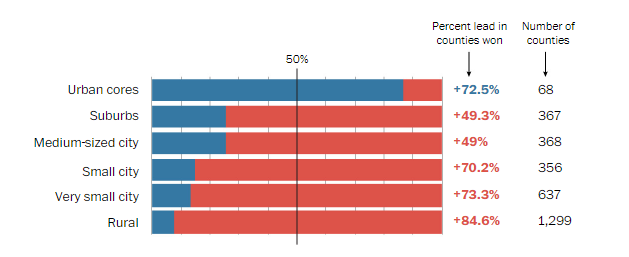 Percent lead in Number of
counties won counties
50%
Urban cores +72.5% 68
Suburbs +49.3% 367
Medium-sized city +49% 368
Small city +70.2% 356
Very small city +73.3% 637
Rural +84.6% 1,299